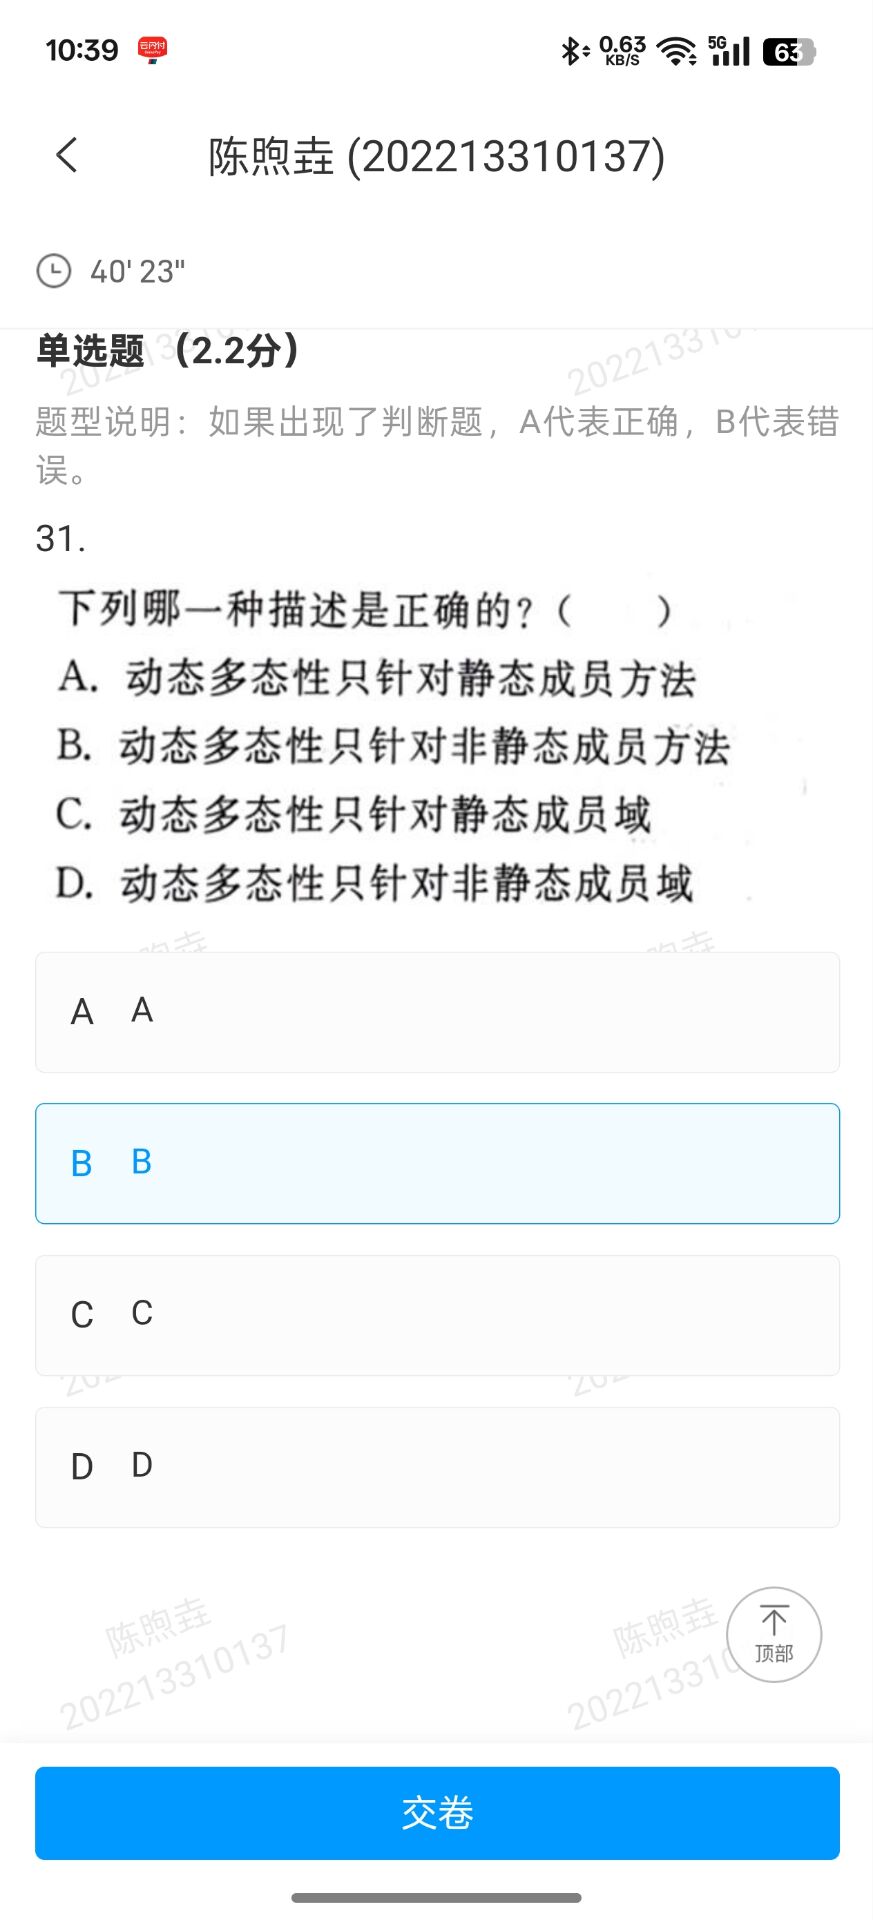 10:39
0.63
KB/S
5G
63
陈煦垚 (202213310137)
40' 23"
单选题 (2.2分)
题型说明：如果出现了判断题，A代表正确，B代表错
误。
31.
下列哪一种描述是正确的？（    ）
A. 动态多态性只针对静态成员方法
B. 动态多态性只针对非静态成员方法
C. 动态多态性只针对静态成员域
D. 动态多态性只针对非静态成员域
A A
B B
C C
D D
陈煦垚
202213310137
陈煦垚
顶部
交卷